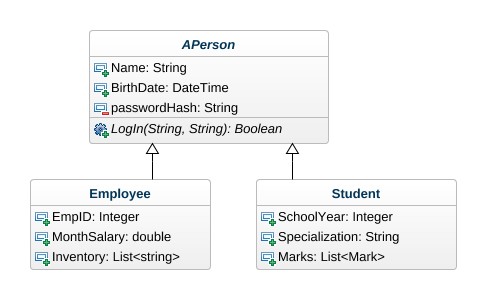 APerson
Name: String
BirthDate: DateTime
passwordHash: String
LogIn(String, String): Boolean
Employee
EmpID: Integer
MonthSalary: double
Inventory: List<string>
Student
SchoolYear: Integer
Specialization: String
Marks: List<Mark>